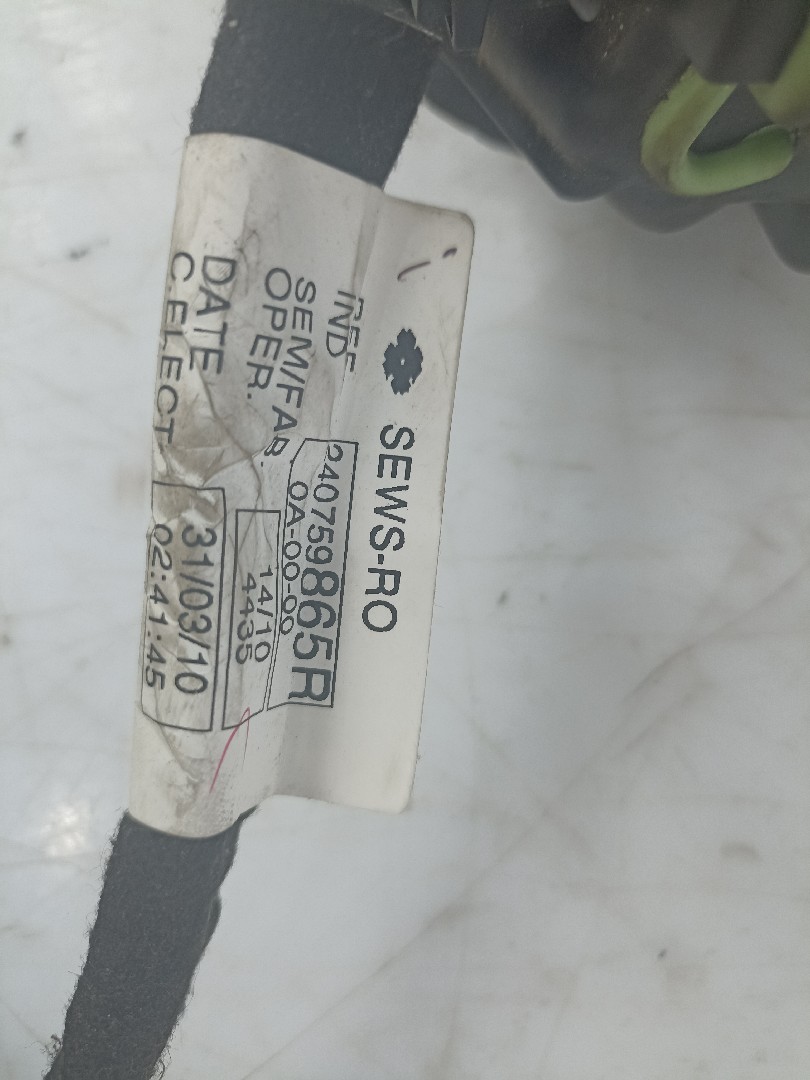 SEWS-RO
REF. 240759865R
IND 0A-00-00
SEM/FAB. 14/10
OPER. 4435
DATE 31/03/10
C.ELECT 02:41:45